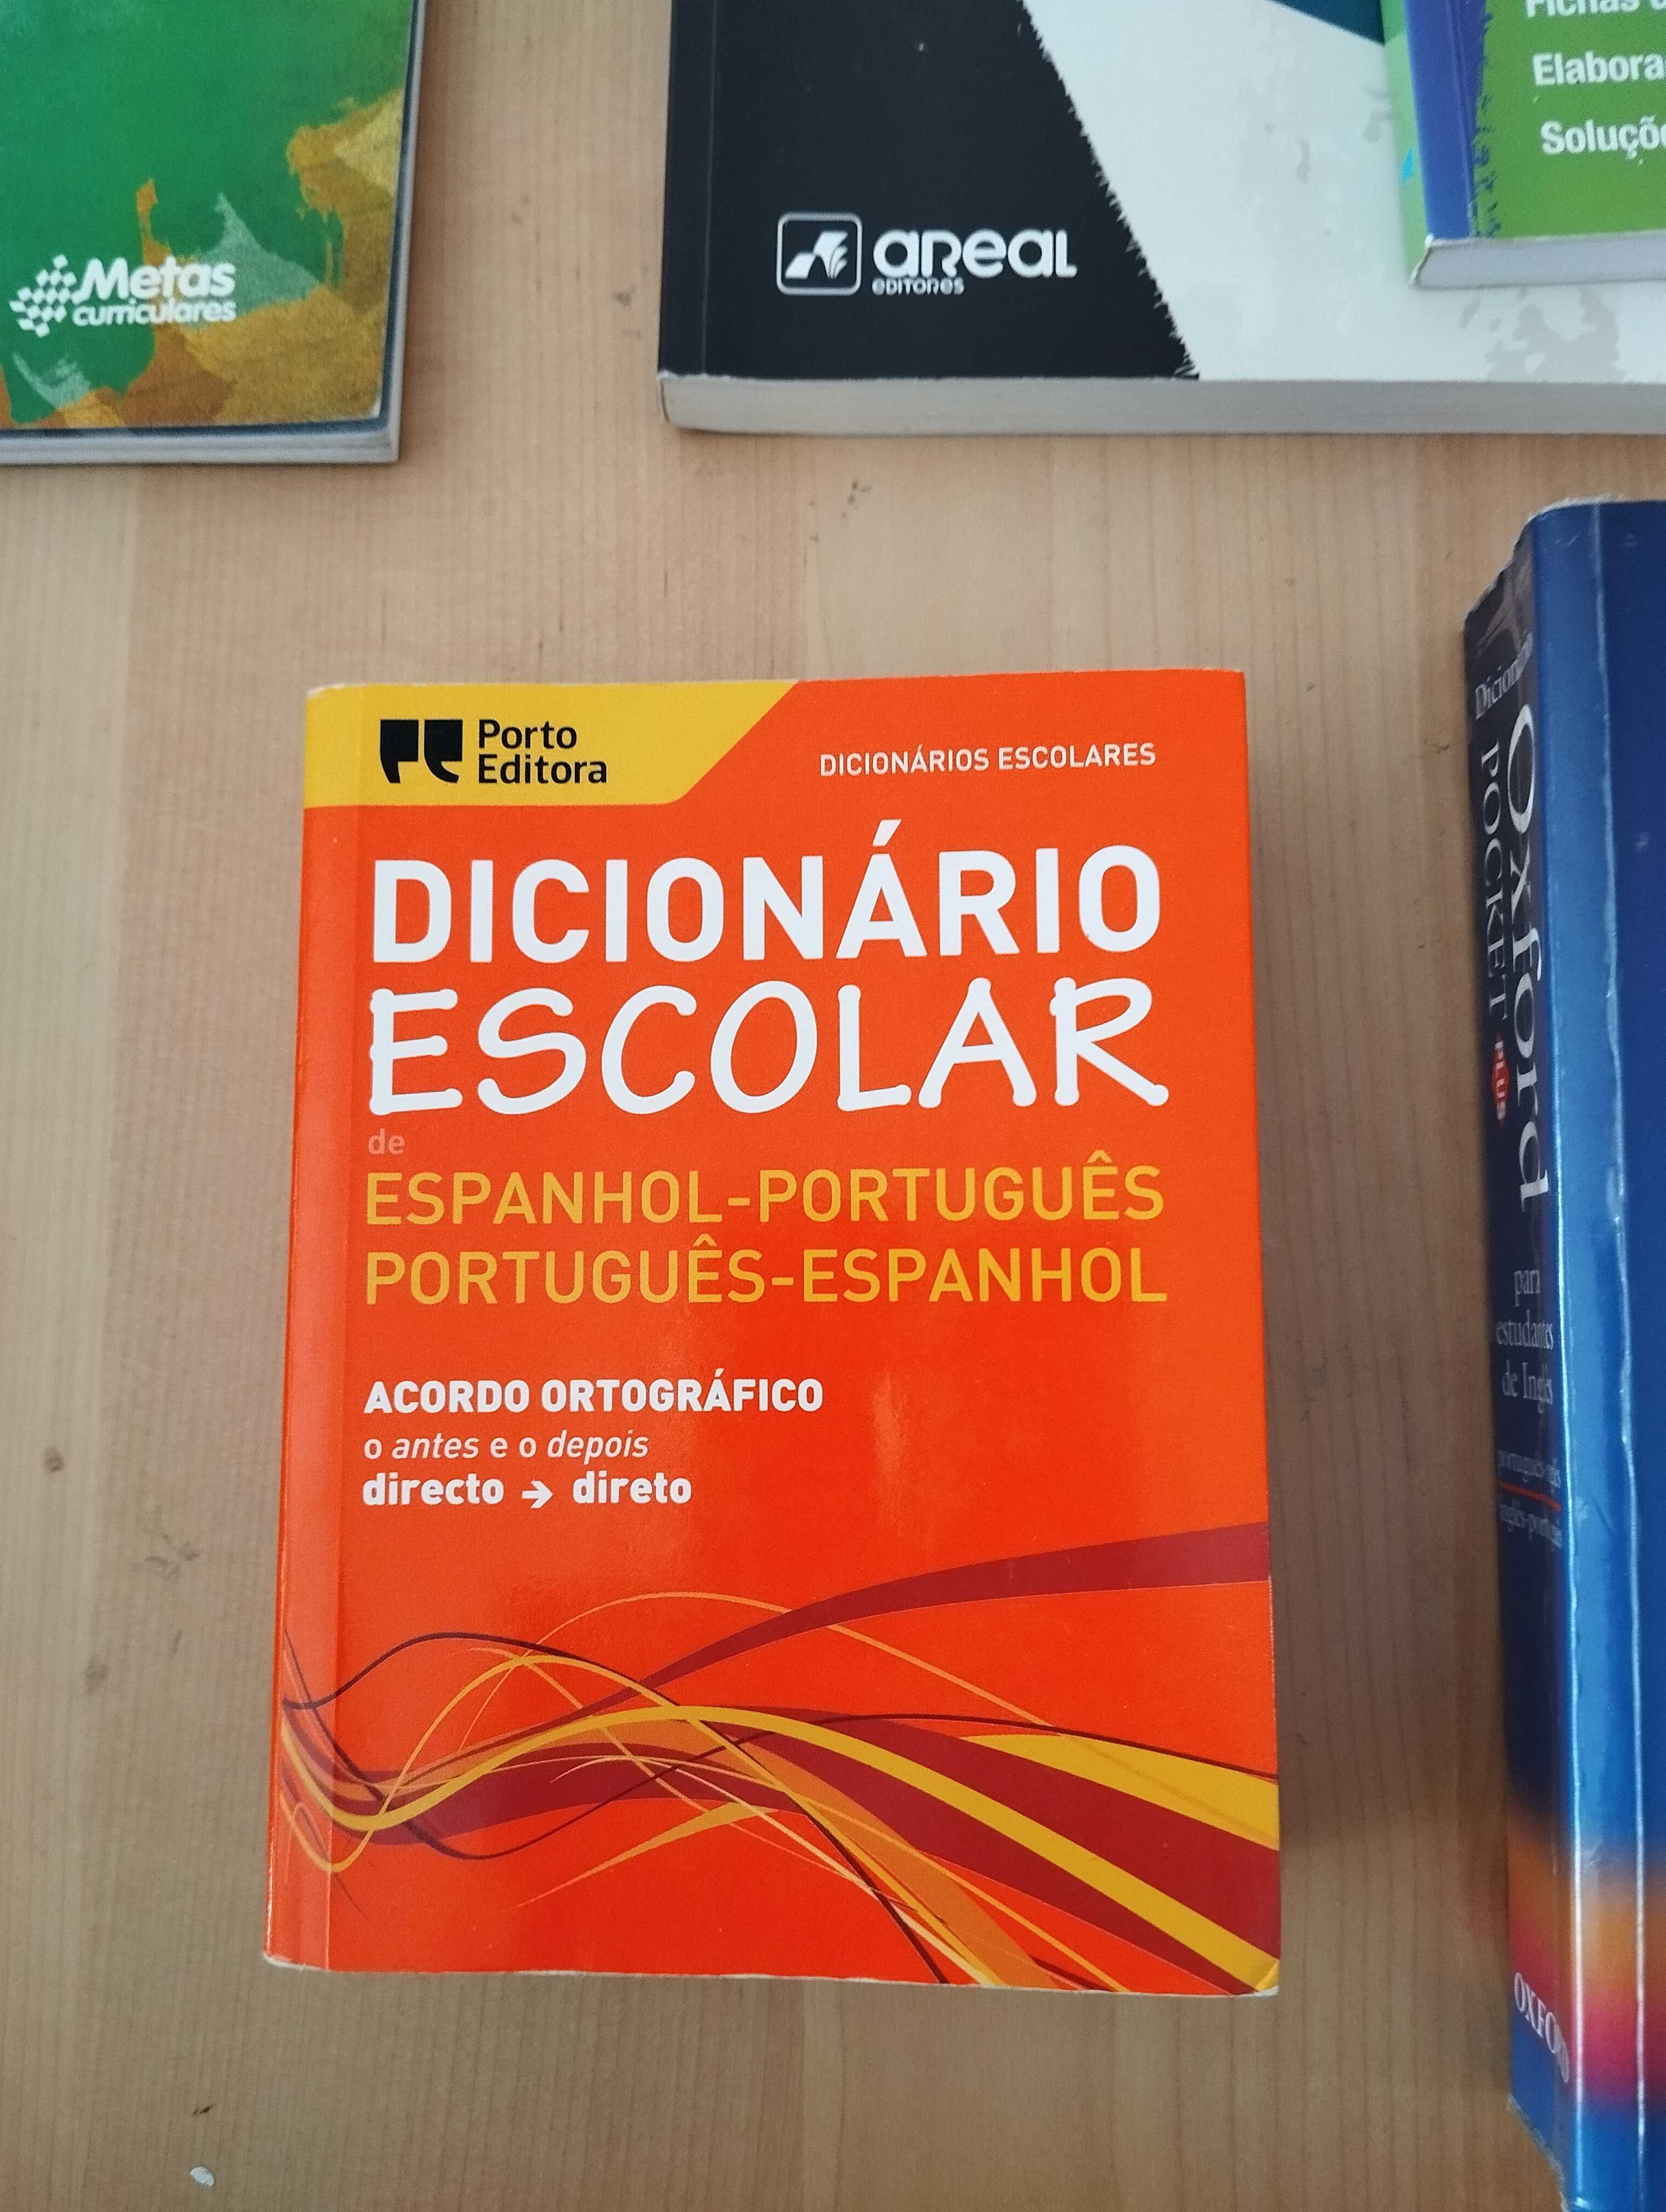 Metas
curriculares
aREAL
EDITORES
Elabora
Porto
Editora
DICIONÁRIOS ESCOLARES
DICIONÁRIO
ESCOLAR
de
ESPANHOL-PORTUGUÊS
PORTUGUÊS-ESPANHOL
ACORDO ORTOGRÁFICO
o antes e o depois
directo → direto
Oxford
POCKET PLUS
para
estudantes
de Inglês
OXFORD